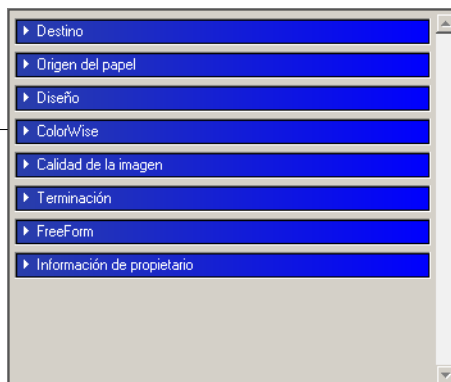 Destino
Origen del papel
Diseño
ColorWise
Calidad de la imagen
Terminación
FreeForm
Información de propietario